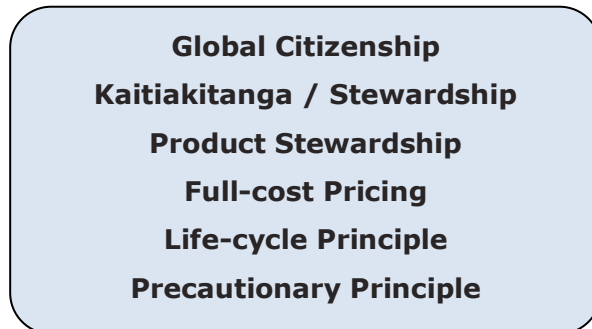 Global Citizenship
Kaitiakitanga / Stewardship
Product Stewardship
Full-cost Pricing
Life-cycle Principle
Precautionary Principle